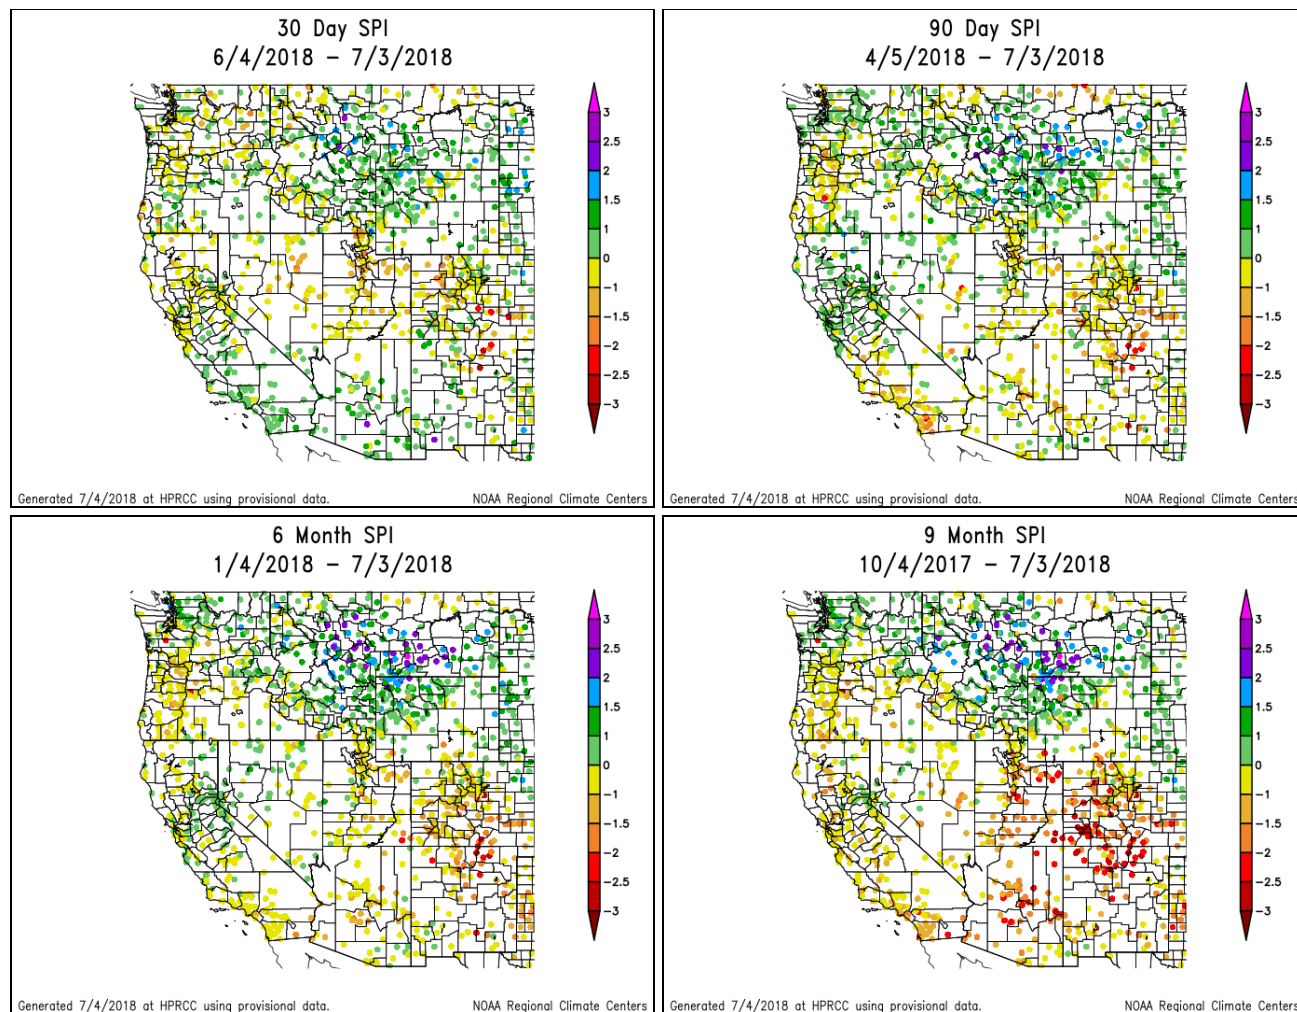 30 Day SPI
6/4/2018 – 7/3/2018
3
2.5
2
1.5
1
0
−1
−1.5
−2
−2.5
−3
Generated 7/4/2018 at HPRCC using provisional data.
NOAA Regional Climate Centers
90 Day SPI
4/5/2018 – 7/3/2018
3
2.5
2
1.5
1
0
−1
−1.5
−2
−2.5
−3
Generated 7/4/2018 at HPRCC using provisional data.
NOAA Regional Climate Centers
6 Month SPI
1/4/2018 – 7/3/2018
3
2.5
2
1.5
1
0
−1
−1.5
−2
−2.5
−3
Generated 7/4/2018 at HPRCC using provisional data.
NOAA Regional Climate Centers
9 Month SPI
10/4/2017 – 7/3/2018
3
2.5
2
1.5
1
0
−1
−1.5
−2
−2.5
−3
Generated 7/4/2018 at HPRCC using provisional data.
NOAA Regional Climate Centers